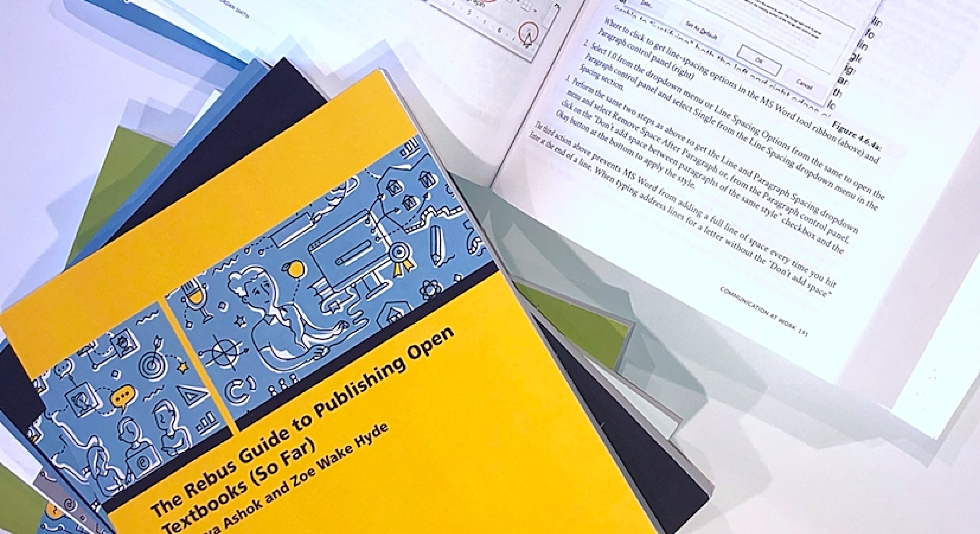 Set As Default
OK
Cancel
Figure 4.6.4a:
Where to click to get line-spacing options in the MS Word tool ribbon (above) and
Paragraph control panel (right)
2. Select 1.0 from the dropdown menu or Line Spacing Options from the same to open the
Paragraph control panel and select Single from the Line Spacing dropdown menu in the
Spacing section.
3. Perform the same two steps as above to get the Line and Paragraph Spacing dropdown
menu and select Remove Space After Paragraph or, from the Paragraph control panel,
click on the "Don't add space between paragraphs of the same style" checkbox and the
Okay button at the bottom to apply the style.
The third action above prevents MS Word from adding a full line of space every time you hit
Enter at the end of a line. When typing address lines for a letter without the "Don't add space"
COMMUNICATION AT WORK 191
The Rebus Guide to Publishing Open
Textbooks (So Far)
Ashok and Zoe Wake Hyde